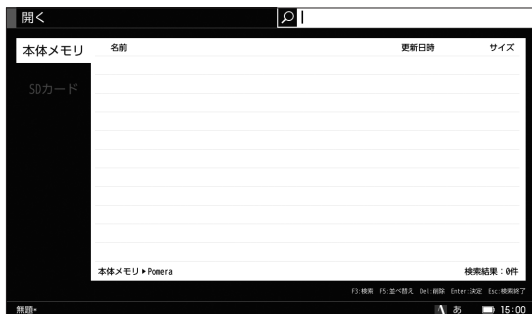 開く
本体メモリ 名前 更新日時 サイズ
SDカード
本体メモリ▶Pomera 検索結果：0件
F3:検索 F5:並べ替え Del:削除 Enter:決定 Esc:検索終了
無題* A あ 15:00